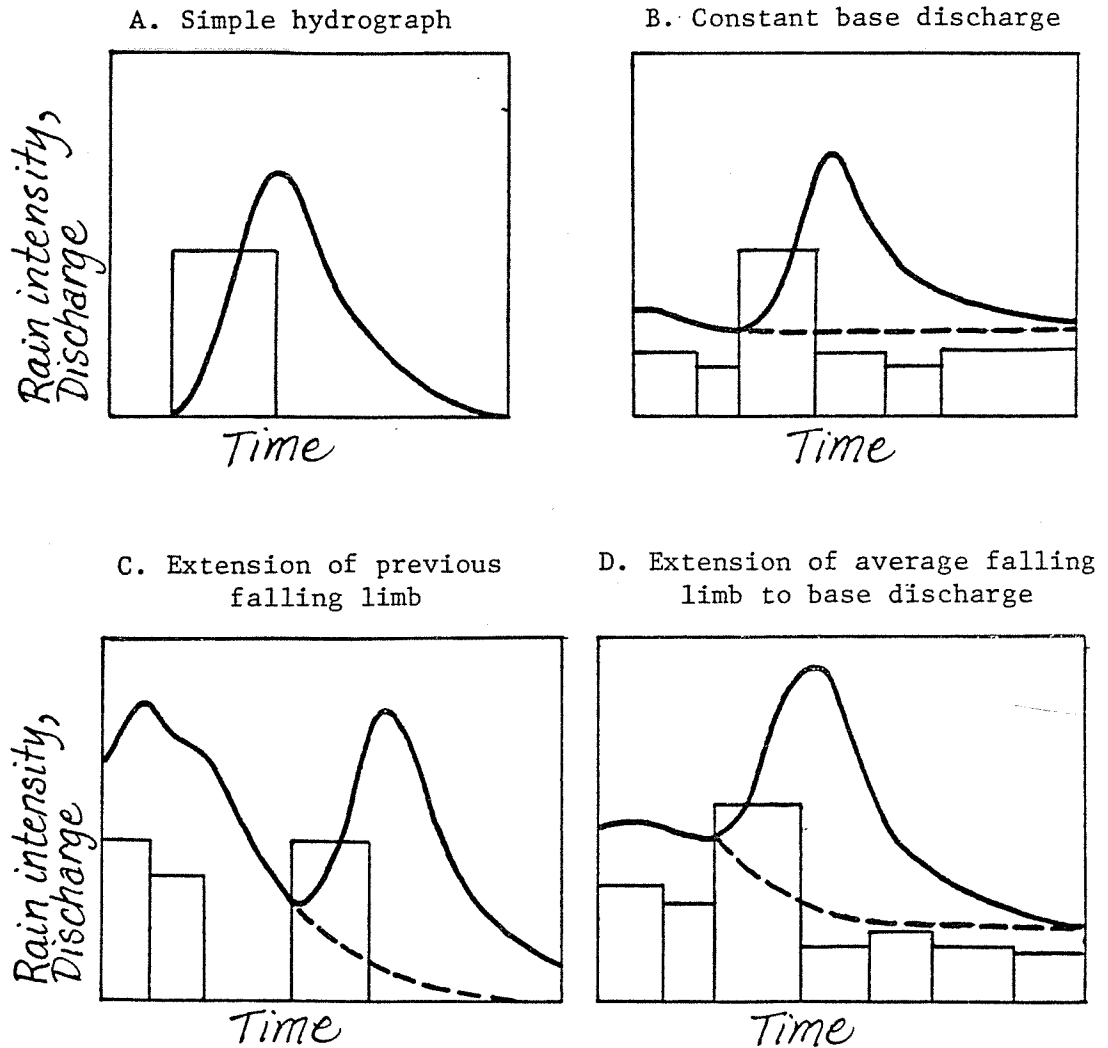 A. Simple hydrograph
B. Constant base discharge
Rain intensity,
Discharge
Time
Time
C. Extension of previous
falling limb
D. Extension of average falling
limb to base discharge
Rain intensity,
Discharge
Time
Time